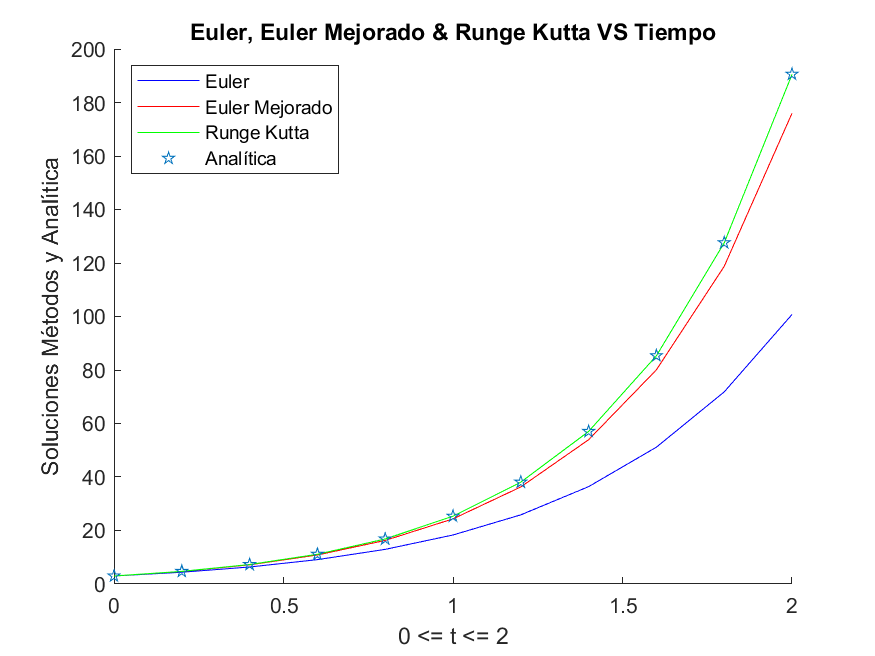 Euler, Euler Mejorado & Runge Kutta VS Tiempo
Euler
Euler Mejorado
Runge Kutta
Analítica
Soluciones Métodos y Analítica
200
180
160
140
120
100
80
60
40
20
0
0
0.5
1
1.5
2
0 <= t <= 2